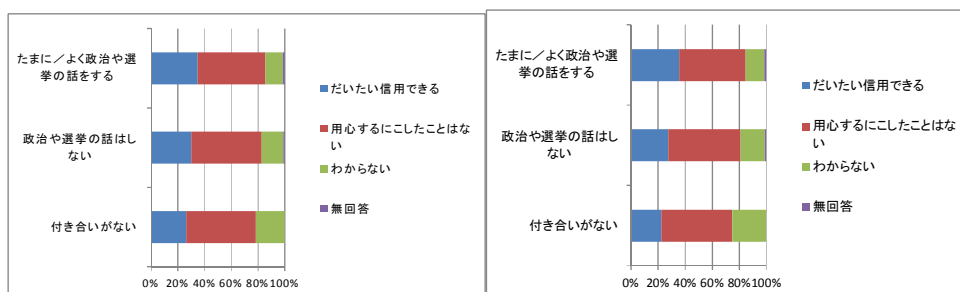 たまに／よく政治や選
挙の話をする
政治や選挙の話はし
ない
付き合いがない
0% 20% 40% 60% 80% 100%
だいたい信用できる
用心するにこしたことはな
い
わからない
無回答
たまに／よく政治や選
挙の話をする
政治や選挙の話はし
ない
付き合いがない
0% 20% 40% 60% 80% 100%
だいたい信用できる
用心するにこしたことはな
い
わからない
無回答